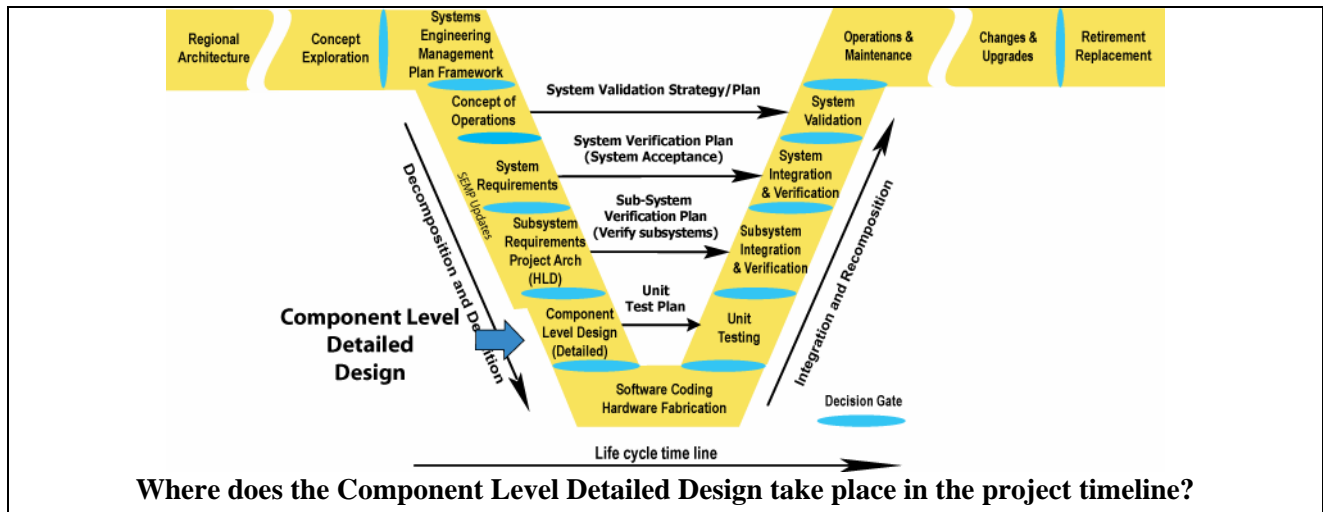 Regional
Architecture
Concept
Exploration
Systems
Engineering
Management
Plan Framework
Operations &
Maintenance
Changes &
Upgrades
Retirement
Replacement
System Validation Strategy/Plan
Concept of
Operations
System
Validation
System Verification Plan
(System Acceptance)
System
Requirements
System
Integration
& Verification
SEMP Updates
Sub-System
Verification Plan
(Verify subsystems)
Subsystem
Requirements
Project Arch
(HLD)
Subsystem
Integration
& Verification
Decomposition and Definition
Integration and Recomposition
Unit
Test Plan
Component Level
Detailed
Design
Component
Level Design
(Detailed)
Unit
Testing
Software Coding
Hardware Fabrication
Decision Gate
Life cycle time line
Where does the Component Level Detailed Design take place in the project timeline?